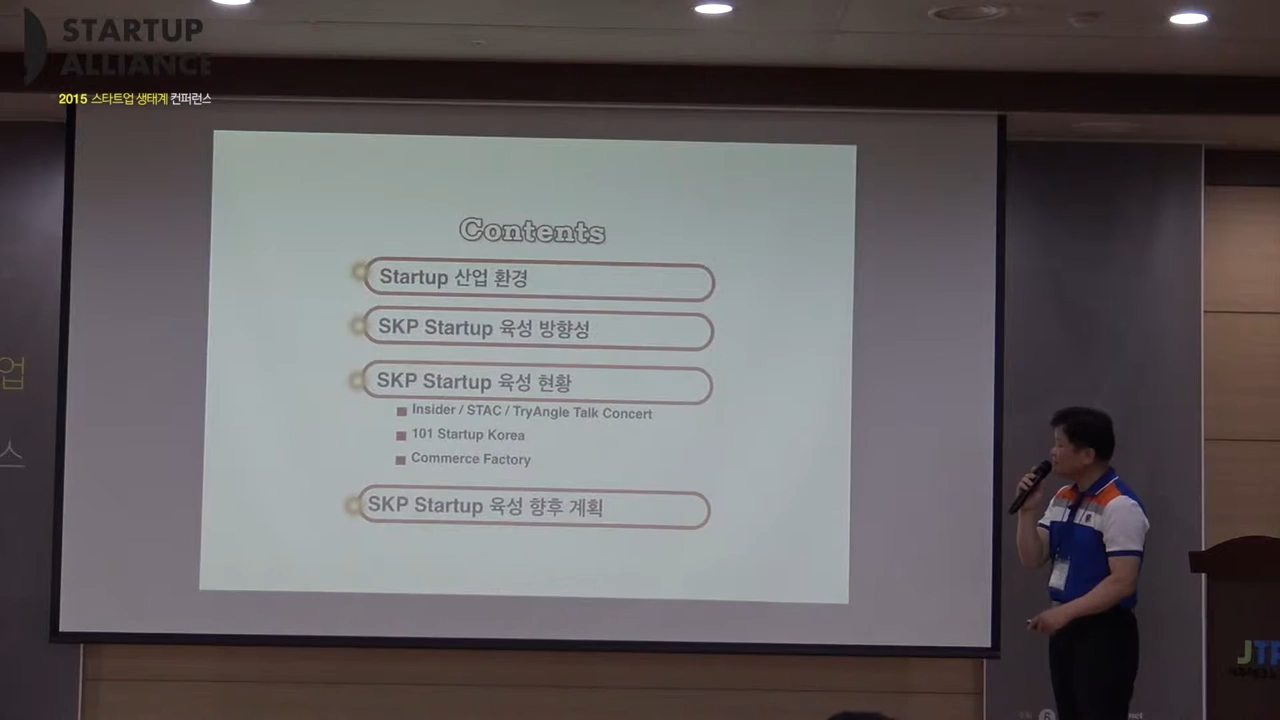 STARTUP
ALLIANCE
2015 스타트업 생태계 컨퍼런스
Contents
Startup 산업 환경
SKP Startup 육성 방향성
SKP Startup 육성 현황
Insider / STAC / TryAngle Talk Concert
101 Startup Korea
Commerce Factory
SKP Startup 육성 향후 계획
업
스